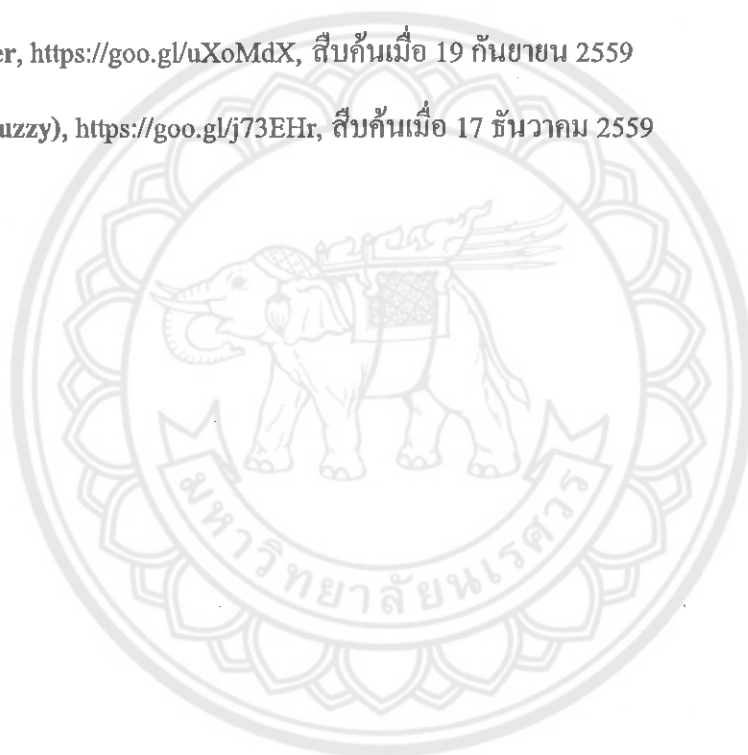 er, https://goo.gl/uXoMdX, สืบค้นเมื่อ 19 กันยายน 2559
uzzy), https://goo.gl/j73EHr, สืบค้นเมื่อ 17 ธันวาคม 2559
มหาวิทยาลัยนเรศวร